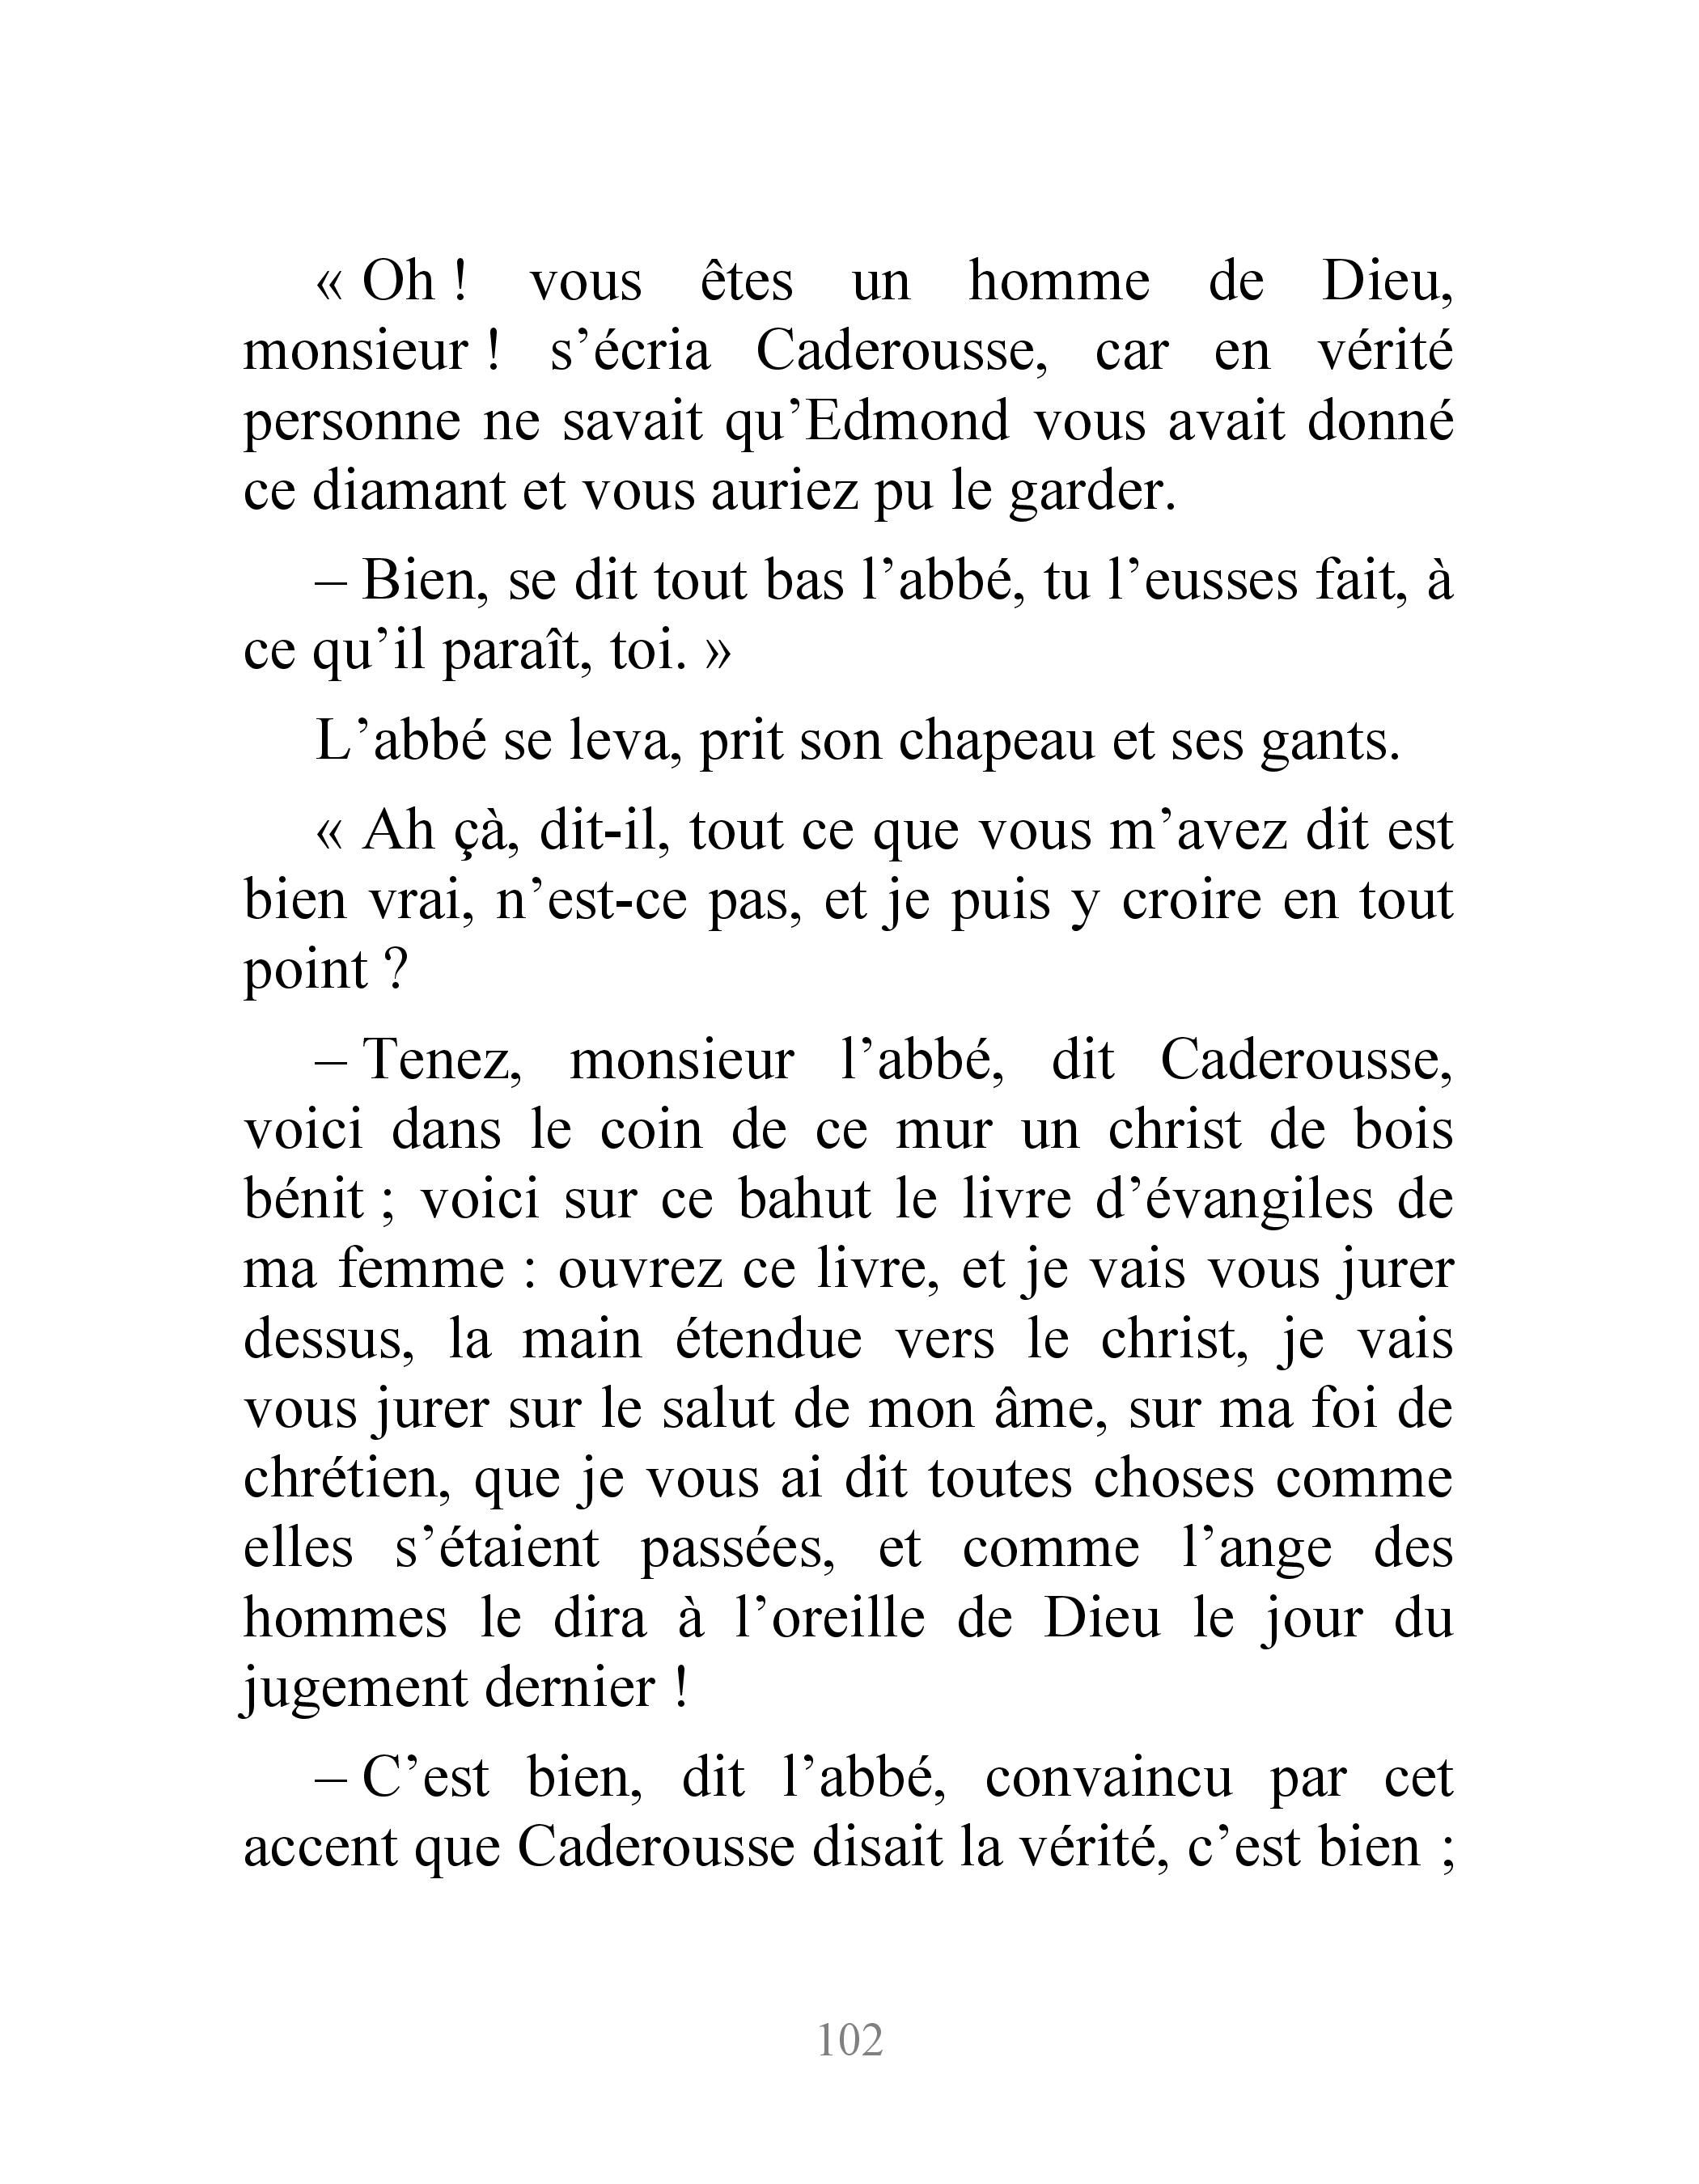 « Oh ! vous êtes un homme de Dieu,
monsieur ! s’écria Caderousse, car en vérité
personne ne savait qu’Edmond vous avait donné
ce diamant et vous auriez pu le garder.
– Bien, se dit tout bas l’abbé, tu l’eusses fait, à
ce qu’il paraît, toi. »
L’abbé se leva, prit son chapeau et ses gants.
« Ah çà, dit-il, tout ce que vous m’avez dit est
bien vrai, n’est-ce pas, et je puis y croire en tout
point ?
– Tenez, monsieur l’abbé, dit Caderousse,
voici dans le coin de ce mur un christ de bois
bénit ; voici sur ce bahut le livre d’évangiles de
ma femme : ouvrez ce livre, et je vais vous jurer
dessus, la main étendue vers le christ, je vais
vous jurer sur le salut de mon âme, sur ma foi de
chrétien, que je vous ai dit toutes choses comme
elles s’étaient passées, et comme l’ange des
hommes le dira à l’oreille de Dieu le jour du
jugement dernier !
– C’est bien, dit l’abbé, convaincu par cet
accent que Caderousse disait la vérité, c’est bien ;
102